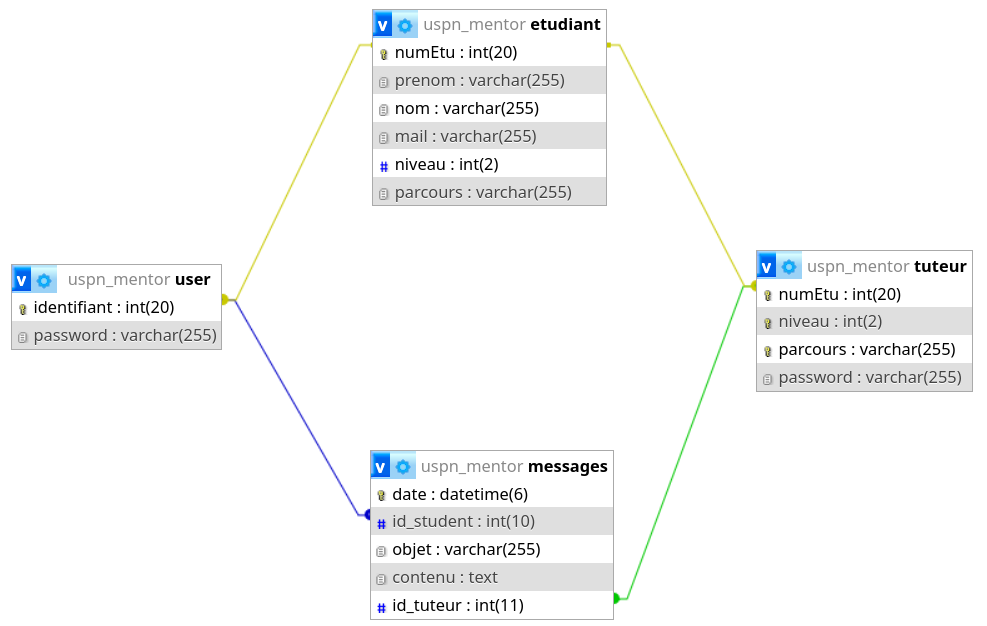 v uspn_mentor etudiant
numEtu : int(20)
prenom : varchar(255)
nom : varchar(255)
mail : varchar(255)
# niveau : int(2)
parcours : varchar(255)
v uspn_mentor user
identifiant : int(20)
password : varchar(255)
v uspn_mentor tuteur
numEtu : int(20)
niveau : int(2)
parcours : varchar(255)
password : varchar(255)
v uspn_mentor messages
date : datetime(6)
# id_student : int(10)
objet : varchar(255)
contenu : text
# id_tuteur : int(11)